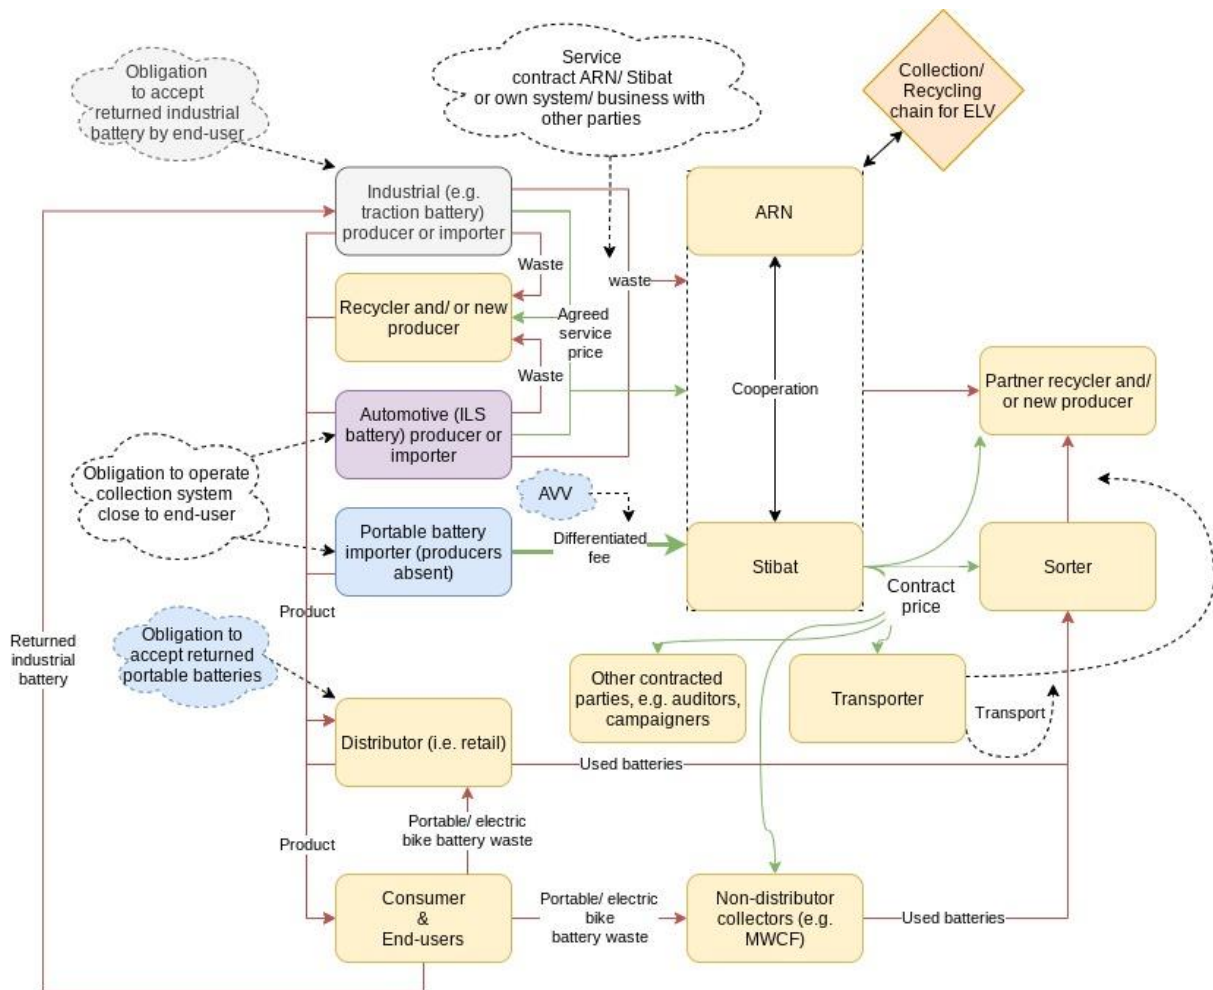 Obligation
to accept
returned industrial
battery by end-user
Service
contract ARN/ Stibat
or own system/ business with
other parties
Collection/
Recycling
chain for ELV
Industrial (e.g.
traction battery)
producer or importer
ARN
Waste
waste
Recycler and/ or new
producer
Agreed
service
price
Waste
Cooperation
Partner recycler and/
or new producer
Automotive (ILS
battery) producer or
importer
Obligation to operate
collection system
close to end-user
AVV
Portable battery
importer (producers
absent)
Differentiated
fee
Stibat
Sorter
Contract
price
Product
Obligation to
accept returned
portable batteries
Returned
industrial
battery
Other contracted
parties, e.g. auditors,
campaigners
Transporter
Transport
Distributor (i.e. retail)
Used batteries
Portable/ electric
bike battery waste
Product
Consumer
&
End-users
Portable/ electric
bike
battery waste
Non-distributor
collectors (e.g.
MWCF)
Used batteries